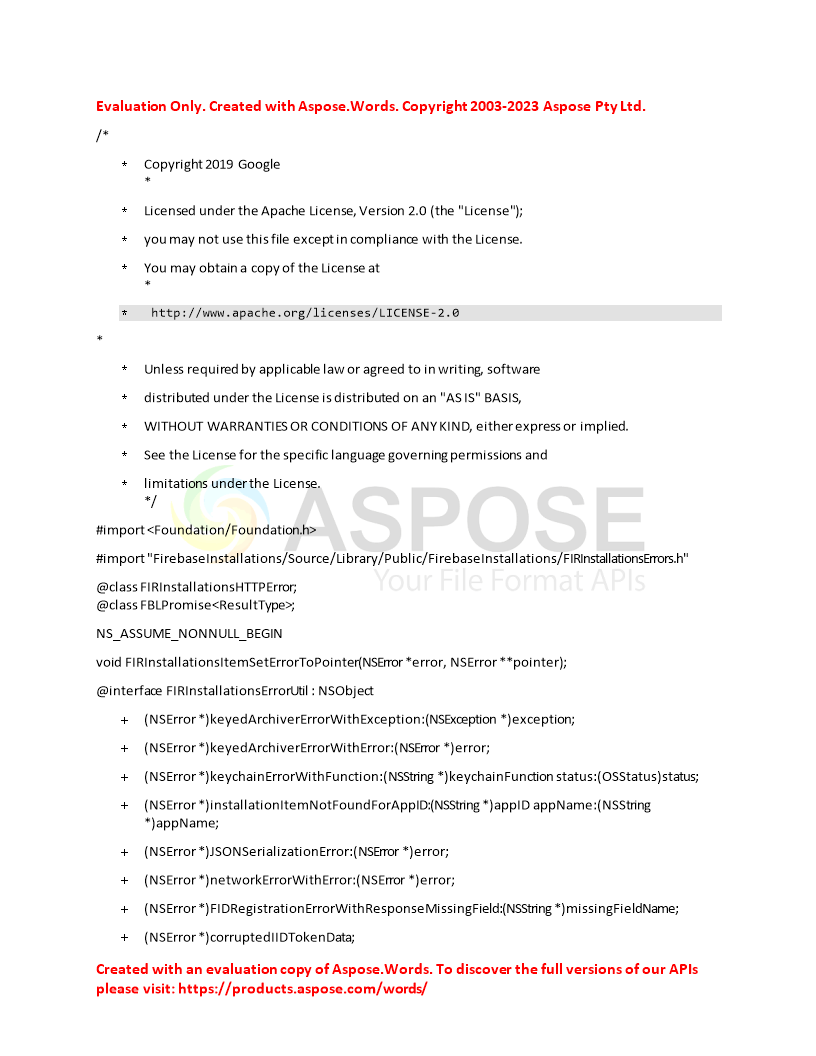 Evaluation Only. Created with Aspose.Words. Copyright 2003-2023 Aspose Pty Ltd.
/*
* Copyright 2019 Google
*
* Licensed under the Apache License, Version 2.0 (the "License");
* you may not use this file except in compliance with the License.
* You may obtain a copy of the License at
*
* http://www.apache.org/licenses/LICENSE-2.0
*
* Unless required by applicable law or agreed to in writing, software
* distributed under the License is distributed on an "AS IS" BASIS,
* WITHOUT WARRANTIES OR CONDITIONS OF ANY KIND, either express or implied.
* See the License for the specific language governing permissions and
* limitations under the License.
*/
ASPOSE
#import <Foundation/Foundation.h>
#import "FirebaseInstallations/Source/Library/Public/FirebaseInstallations/FIRInstallationsErrors.h"
Your File Format APIs
@class FIRInstallationsHTTPError;
@class FBLPromise<ResultType>;
NS_ASSUME_NONNULL_BEGIN
void FIRInstallationsItemSetErrorToPointer(NSError *error, NSError **pointer);
@interface FIRInstallationsErrorUtil : NSObject
+ (NSError *)keyedArchiverErrorWithException:(NSException *)exception;
+ (NSError *)keyedArchiverErrorWithError:(NSError *)error;
+ (NSError *)keychainErrorWithFunction:(NSString *)keychainFunction status:(OSStatus)status;
+ (NSError *)installationItemNotFoundForAppID:(NSString *)appID appName:(NSString
*)appName;
+ (NSError *)JSONSerializationError:(NSError *)error;
+ (NSError *)networkErrorWithError:(NSError *)error;
+ (NSError *)FIDRegistrationErrorWithResponseMissingField:(NSString *)missingFieldName;
+ (NSError *)corruptedIIDTokenData;
Created with an evaluation copy of Aspose.Words. To discover the full versions of our APIs
please visit: https://products.aspose.com/words/